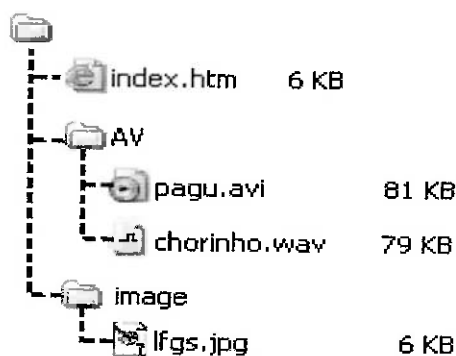 index.htm 6 KB
AV
pagu.avi 81 KB
chorinho.wav 79 KB
image
lfgs.jpg 6 KB